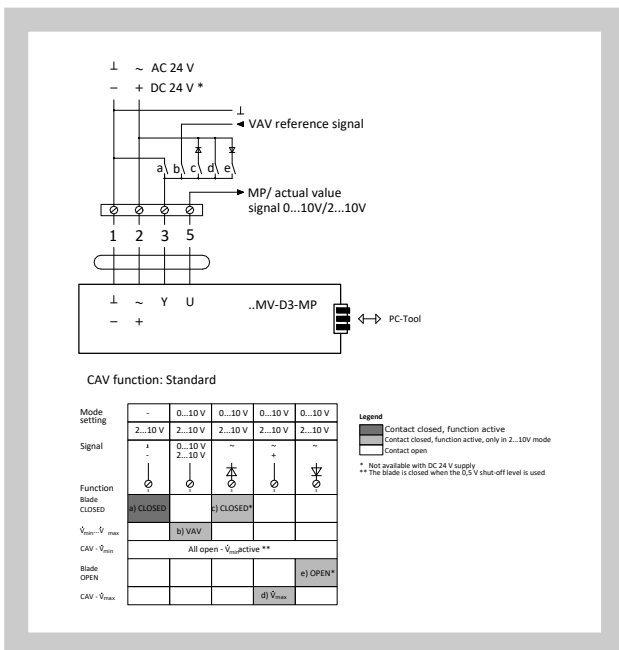 ⊥ ~ AC 24 V
– + DC 24 V *
⊥
VAV reference signal
a b c d e
MP/ actual value
signal 0...10V/2...10V
1 2 3 5
⊥ ~ Y U
– +
..MV-D3-MP
PC-Tool
CAV function: Standard
Mode setting - 0...10 V 0...10 V 0...10 V 0...10 V
2...10 V 2...10 V 2...10 V 2...10 V 2...10 V
Signal ⊥ 0...10 V ~ ~ ~
- 2...10 V +
3 3 3 3 3
Function
Blade CLOSED a) CLOSED c) CLOSED*
V̇min...V̇ max b) VAV
CAV - V̇min All open - V̇min active **
Blade OPEN e) OPEN*
CAV - V̇max d) V̇max
Legend
Contact closed, function active
Contact closed, function active, only in 2...10V mode
Contact open
* Not available with DC 24 V supply
** The blade is closed when the 0,5 V shut-off level is used